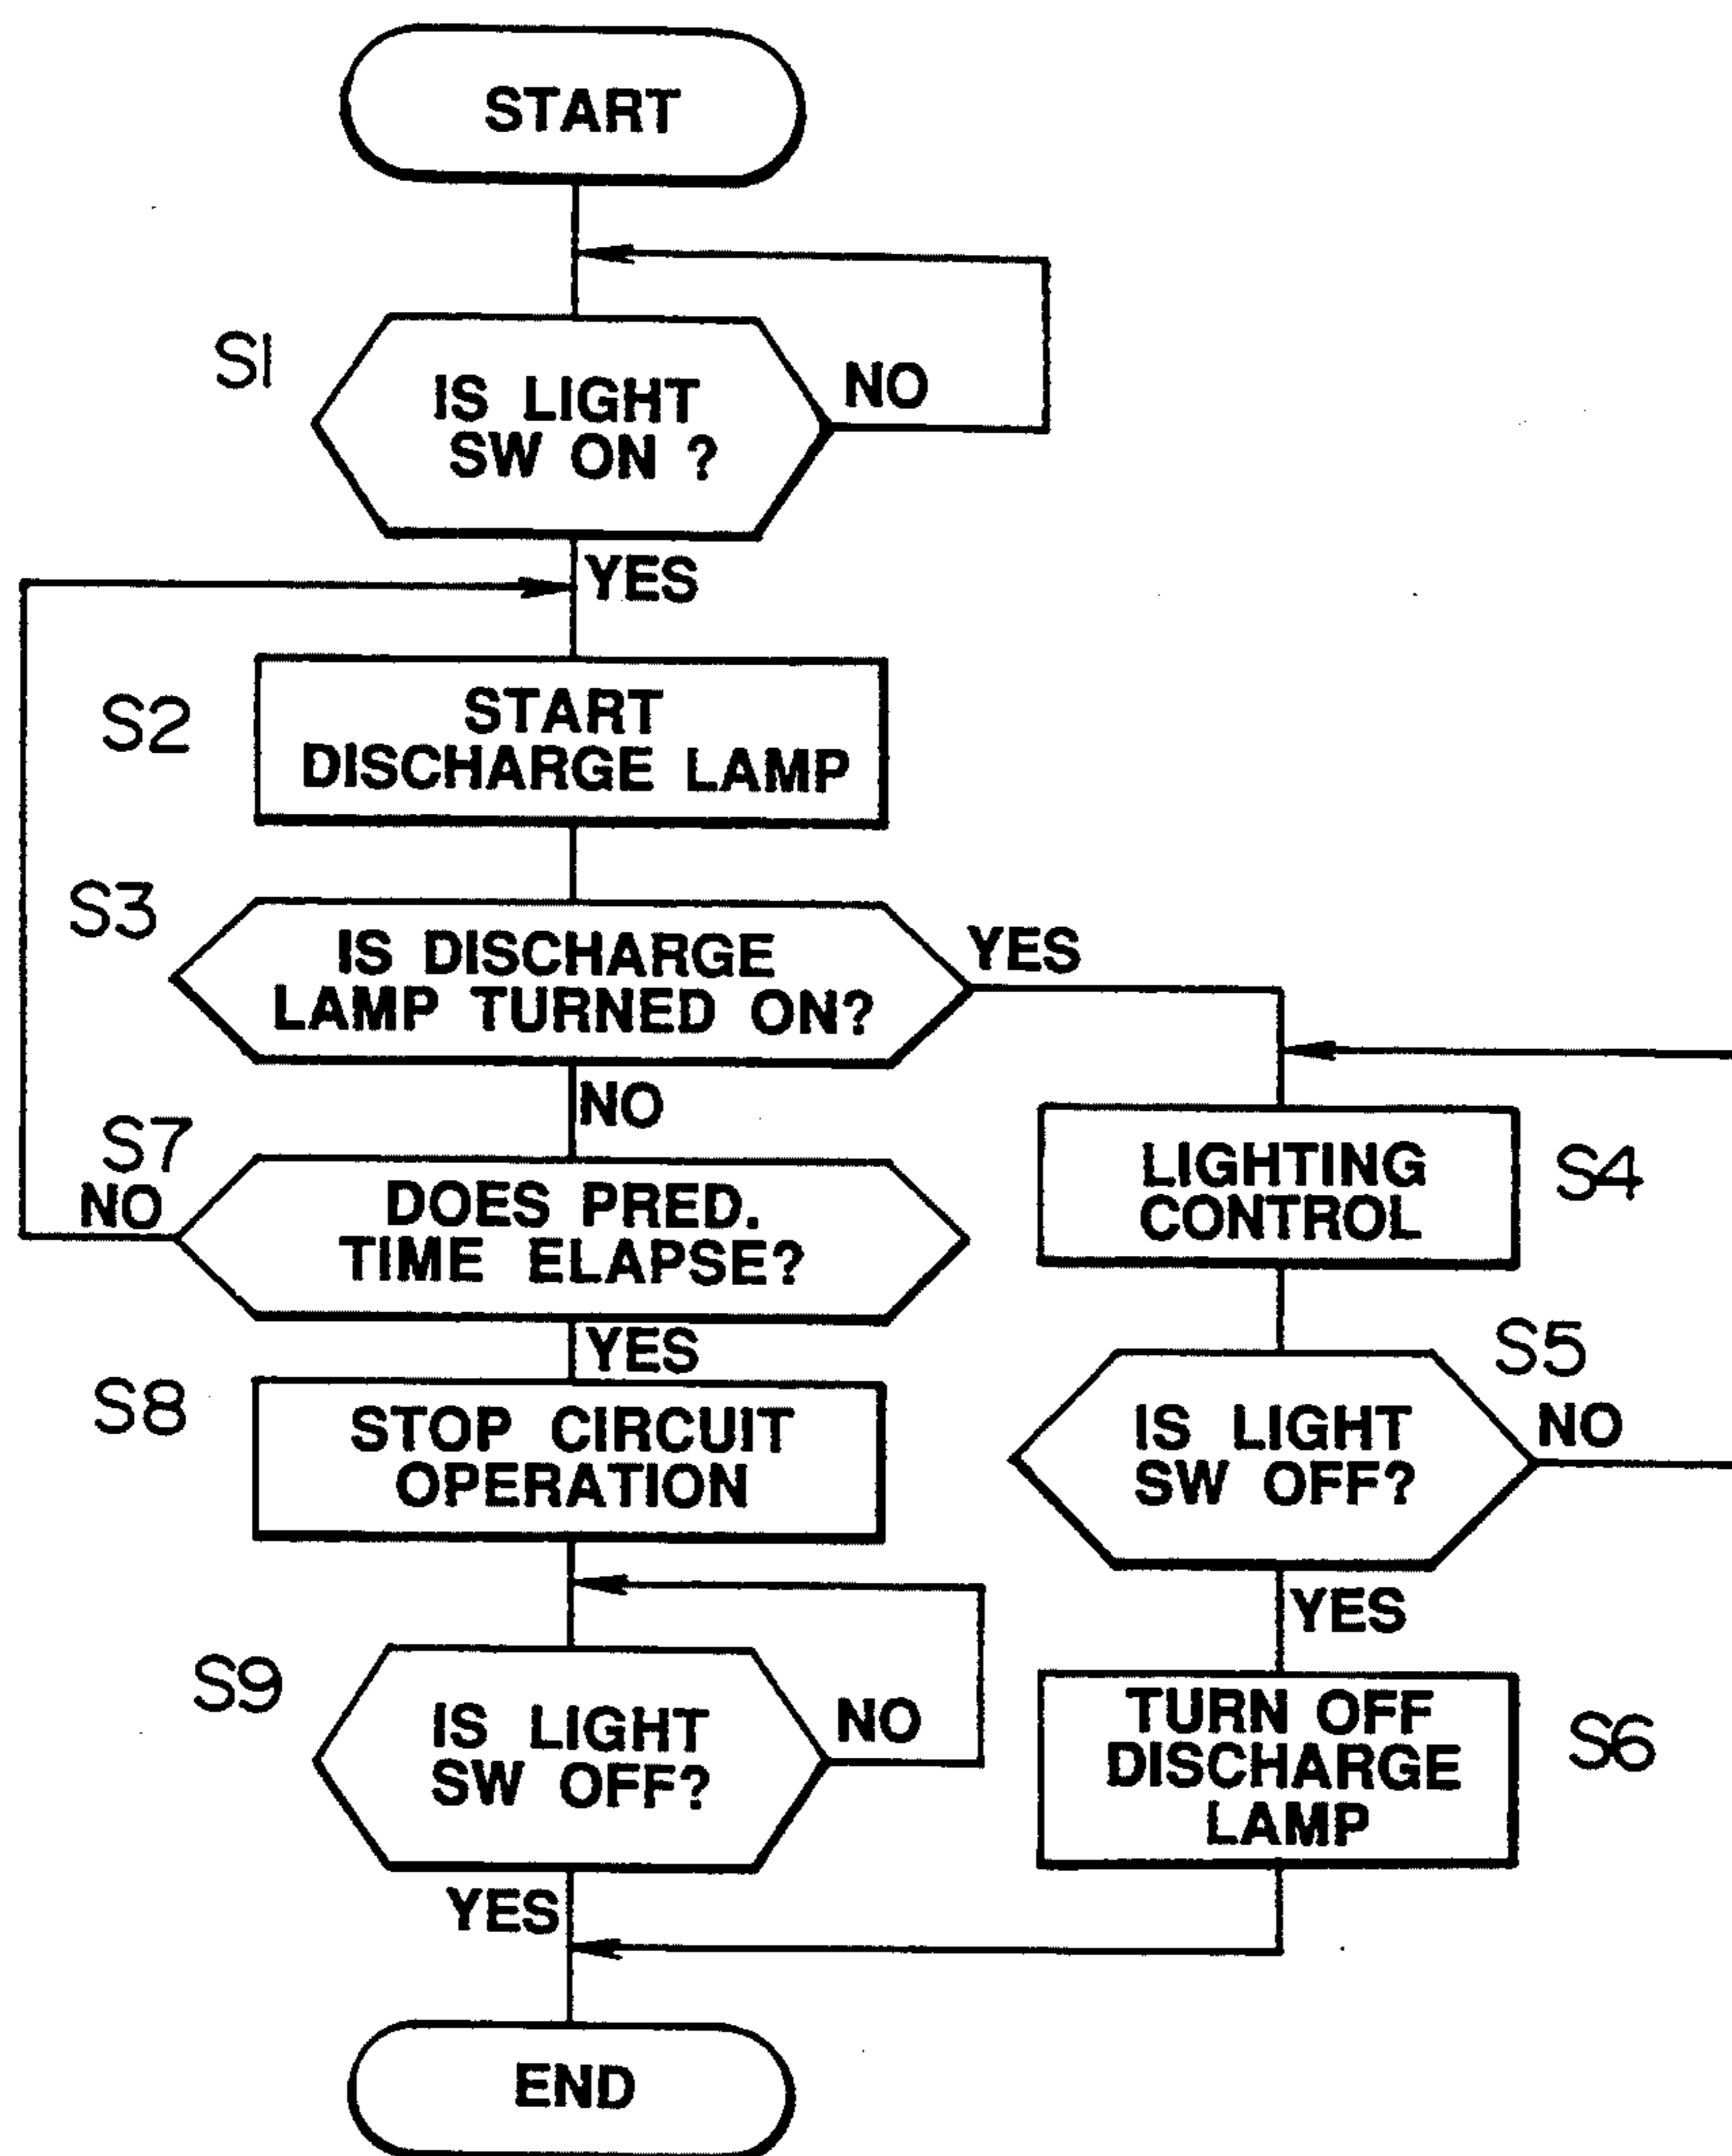 START
S1
IS LIGHT
SW ON ?
NO
YES
S2
START
DISCHARGE LAMP
S3
IS DISCHARGE
LAMP TURNED ON?
YES
NO
LIGHTING
CONTROL
S4
S7
NO
DOES PRED.
TIME ELAPSE?
YES
S5
IS LIGHT
SW OFF?
NO
YES
S8
STOP CIRCUIT
OPERATION
S9
IS LIGHT
SW OFF?
NO
YES
TURN OFF
DISCHARGE
LAMP
S6
END